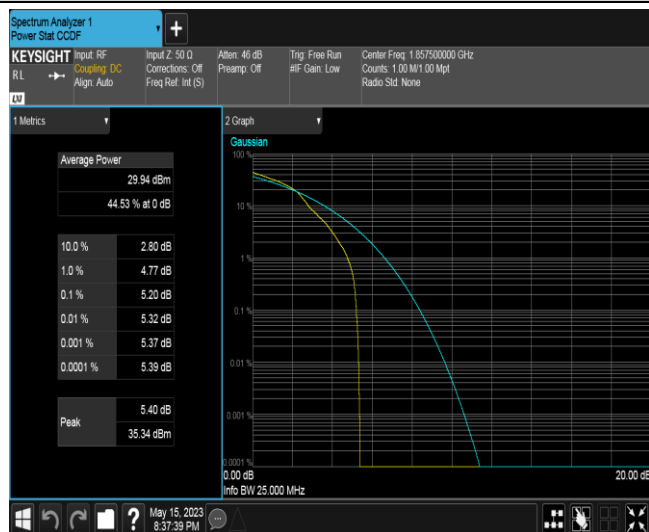 Spectrum Analyzer 1
Power Stat CCDF
+
KEYSIGHT
RL
Input: RF
Coupling: DC
Align: Auto
Input Z: 50 Ω
Corrections: Off
Freq Ref: Int (S)
Atten: 46 dB
Preamp: Off
Trig: Free Run
#IF Gain: Low
Center Freq: 1.857500000 GHz
Counts: 1.00 M/1.00 Mpt
Radio Std: None
LXI
1 Metrics
Average Power
29.94 dBm
44.53 % at 0 dB
10.0 % 2.80 dB
1.0 % 4.77 dB
0.1 % 5.20 dB
0.01 % 5.32 dB
0.001 % 5.37 dB
0.0001 % 5.39 dB
Peak
5.40 dB
35.34 dBm
2 Graph
Gaussian
100 %
10 %
1 %
0.1 %
0.01 %
0.001 %
0.0001 %
0.00 dB
20.00 dB
Info BW 25.000 MHz
?
May 15, 2023
8:37:39 PM